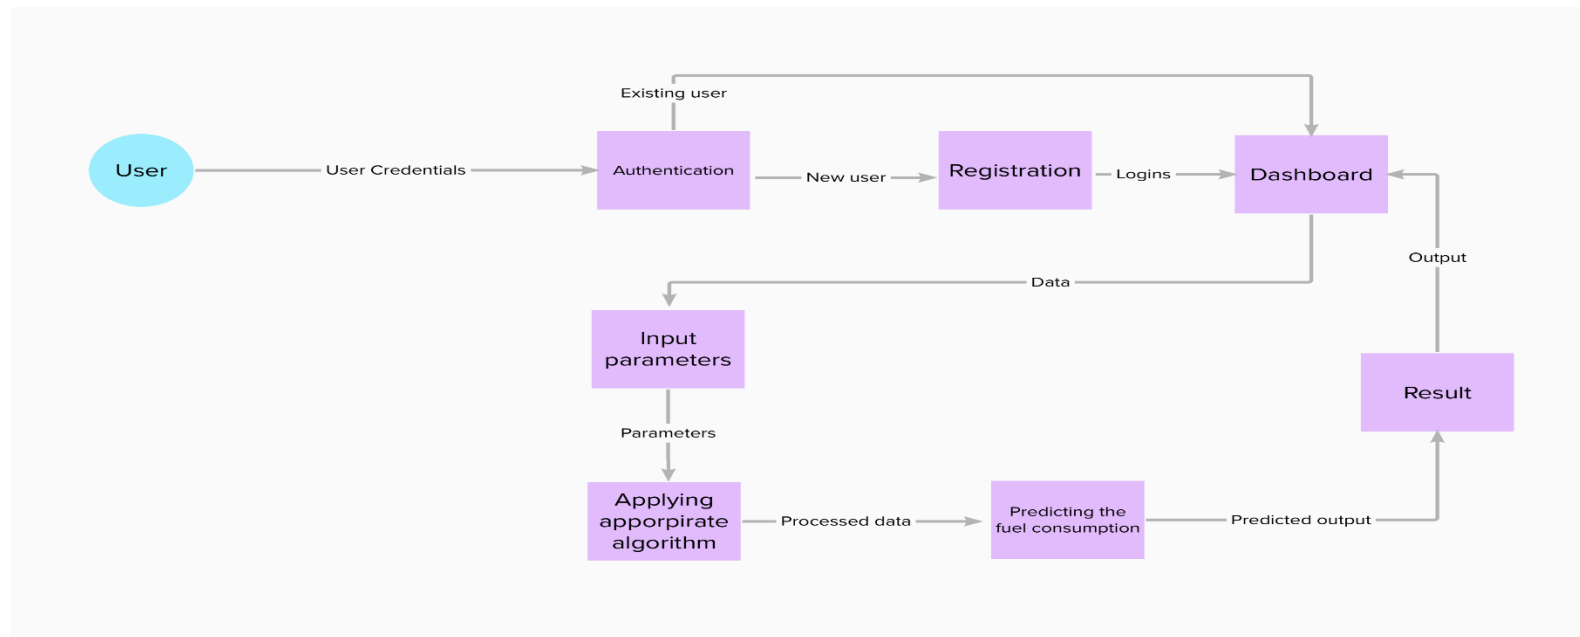 Existing user
User
User Credentials
Authentication
New user
Registration
Logins
Dashboard
Output
Data
Input
parameters
Result
Parameters
Applying
apporpirate
algorithm
Processed data
Predicting the
fuel consumption
Predicted output